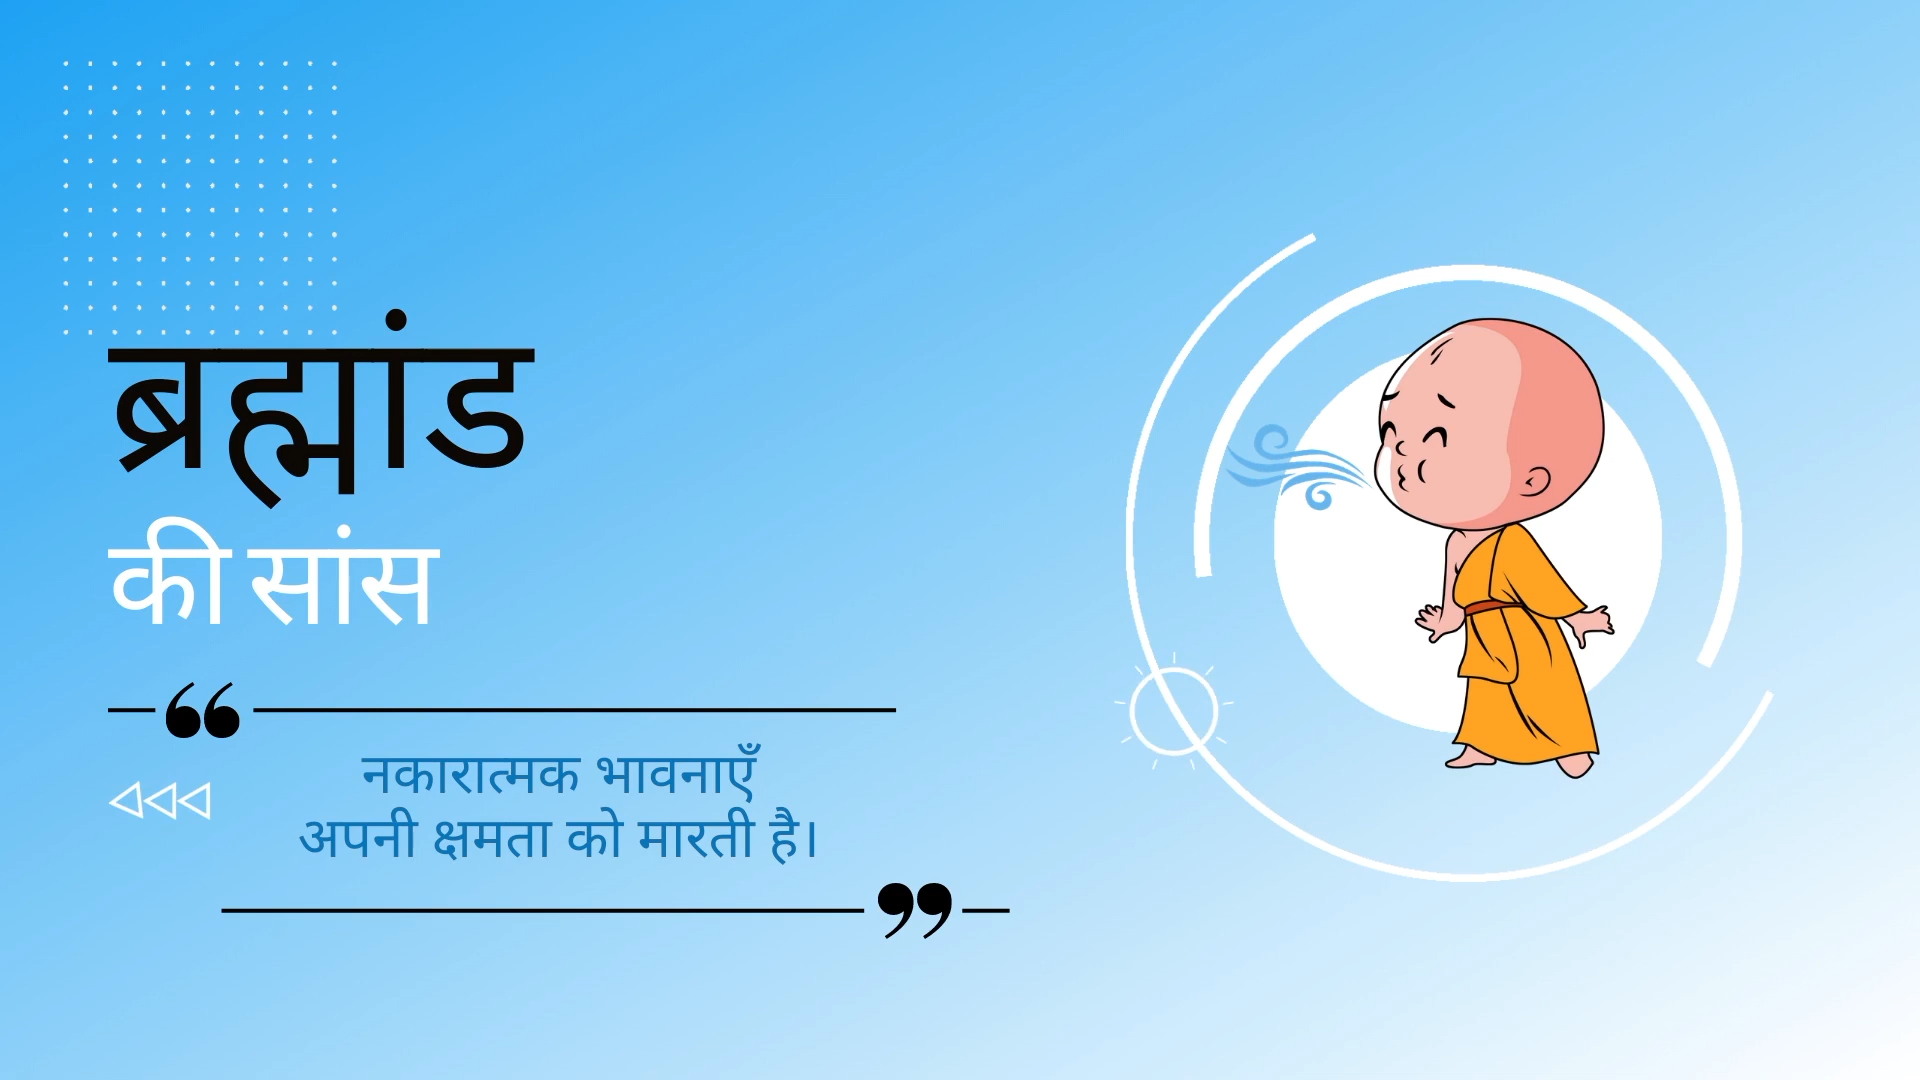 ब्रह्मांड
की सांस
“
नकारात्मक भावनाएँ
अपनी क्षमता को मारती है।
”